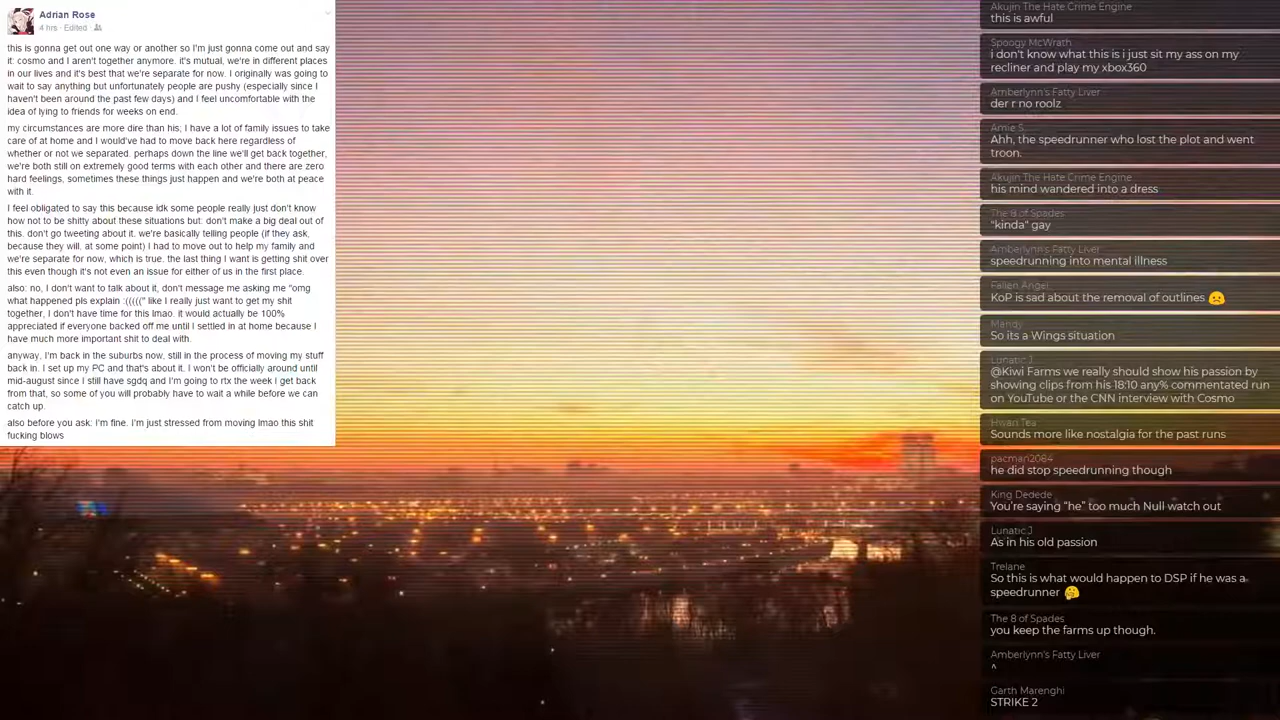 Adrian Rose
4 hrs · Edited ·
this is gonna get out one way or another so I'm just gonna come out and say
it: cosmo and I aren't together anymore. it's mutual, we're in different places
in our lives and it's best that we're separate for now. I originally was going to
wait to say anything but unfortunately people are pushy (especially since I
haven't been around the past few days) and I feel uncomfortable with the
idea of lying to friends for weeks on end.
my circumstances are more dire than his; I have a lot of family issues to take
care of at home and I would've had to move back here regardless of
whether or not we separated. perhaps down the line we'll get back together,
we're both still on extremely good terms with each other and there are zero
hard feelings, sometimes these things just happen and we're both at peace
with it.
I feel obligated to say this because idk some people really just don't know
how not to be shitty about these situations but: don't make a big deal out of
this. don't go tweeting about it. we're basically telling people (if they ask,
because they will, at some point) I had to move out to help my family and
we're separate for now, which is true. the last thing I want is getting shit over
this even though it's not even an issue for either of us in the first place.
also: no, I don't want to talk about it, don't message me asking me "omg
what happened pls explain :(((((" like I really just want to get my shit
together, I don't have time for this lmao. it would actually be 100%
appreciated if everyone backed off me until I settled in at home because I
have much more important shit to deal with.
anyway, I'm back in the suburbs now, still in the process of moving my stuff
back in. I set up my PC and that's about it. I won't be officially around until
mid-august since I still have sgdq and I'm going to rtx the week I get back
from that, so some of you will probably have to wait a while before we can
catch up.
also before you ask: I'm fine. I'm just stressed from moving lmao this shit
fucking blows
Akujin The Hate Crime Engine
this is awful
Spoogy McWrath
i don't know what this is i just sit my ass on my
recliner and play my xbox360
Amberlynn's Fatty Liver
der r no roolz
Amie S.
Ahh, the speedrunner who lost the plot and went
troon.
Akujin The Hate Crime Engine
his mind wandered into a dress
The 8 of Spades
"kinda" gay
Amberlynn's Fatty Liver
speedrunning into mental illness
Fallen Angel
KoP is sad about the removal of outlines
Mandy
So its a Wings situation
Lunatic J
@Kiwi Farms we really should show his passion by
showing clips from his 18:10 any% commentated run
on YouTube or the CNN interview with Cosmo
Hwan Tea
Sounds more like nostalgia for the past runs
pacman2084
he did stop speedrunning though
King Dedede
You're saying "he" too much Null watch out
Lunatic J
As in his old passion
Trelane
So this is what would happen to DSP if he was a
speedrunner
The 8 of Spades
you keep the farms up though.
Amberlynn's Fatty Liver
^
Garth Marenghi
STRIKE 2